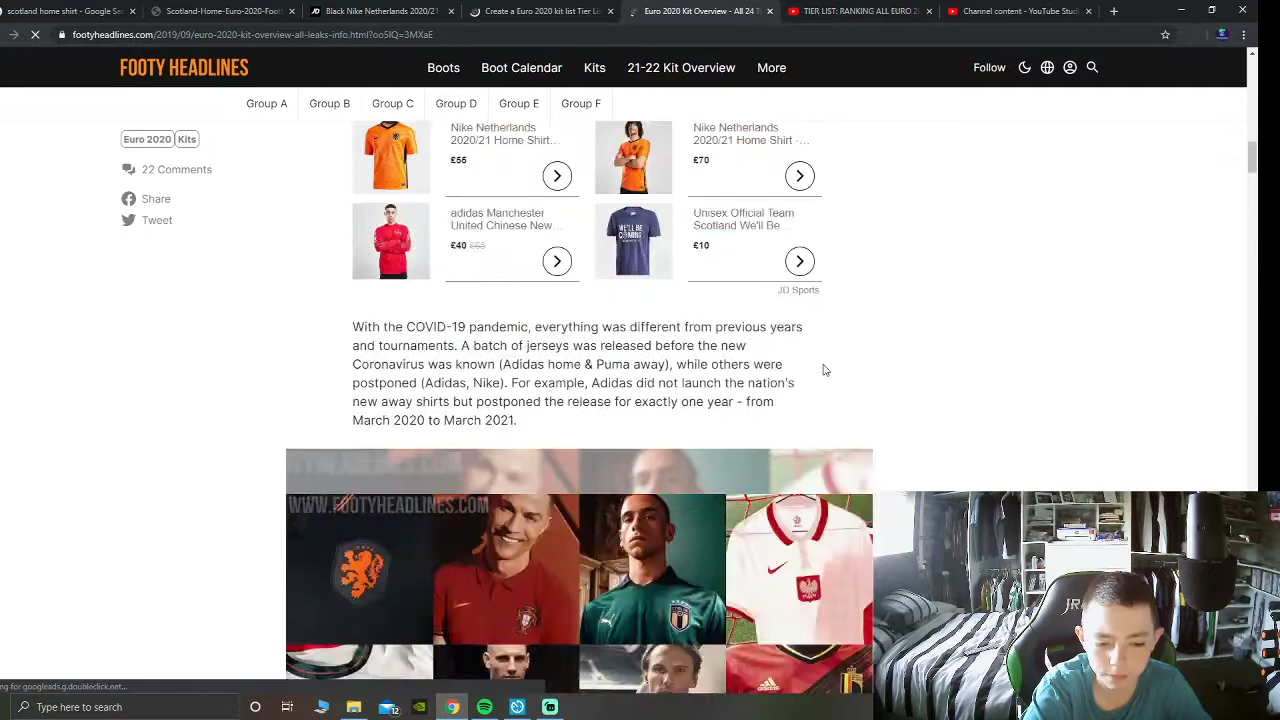 scotland home shirt - Google Se
Scotland-Home-Euro-2020-Foot
Black Nike Netherlands 2020/21
Create a Euro 2020 kit list Tier Lis
Euro 2020 Kit Overview - All 24 T
TIER LIST: RANKING ALL EURO 2
Channel content - YouTube Studi
footyheadlines.com/2019/09/euro-2020-kit-overview-all-leaks-info.html?oo5IQ=3MXaE
FOOTY HEADLINES
Boots
Boot Calendar
Kits
21-22 Kit Overview
More
Follow
Group A
Group B
Group C
Group D
Group E
Group F
Euro 2020
Kits
22 Comments
Share
Tweet
Nike Netherlands
2020/21 Home Shirt...
£55
Nike Netherlands
2020/21 Home Shirt -...
£70
adidas Manchester
United Chinese New...
£40 £65
Unisex Official Team
Scotland We'll Be...
£10
WE'LL BE
COMING
JD Sports
With the COVID-19 pandemic, everything was different from previous years
and tournaments. A batch of jerseys was released before the new
Coronavirus was known (Adidas home & Puma away), while others were
postponed (Adidas, Nike). For example, Adidas did not launch the nation's
new away shirts but postponed the release for exactly one year - from
March 2020 to March 2021.
WWW.FOOTYHEADLINES.COM
adidas
ng for googleads.g.doubleclick.net...
Type here to search
12